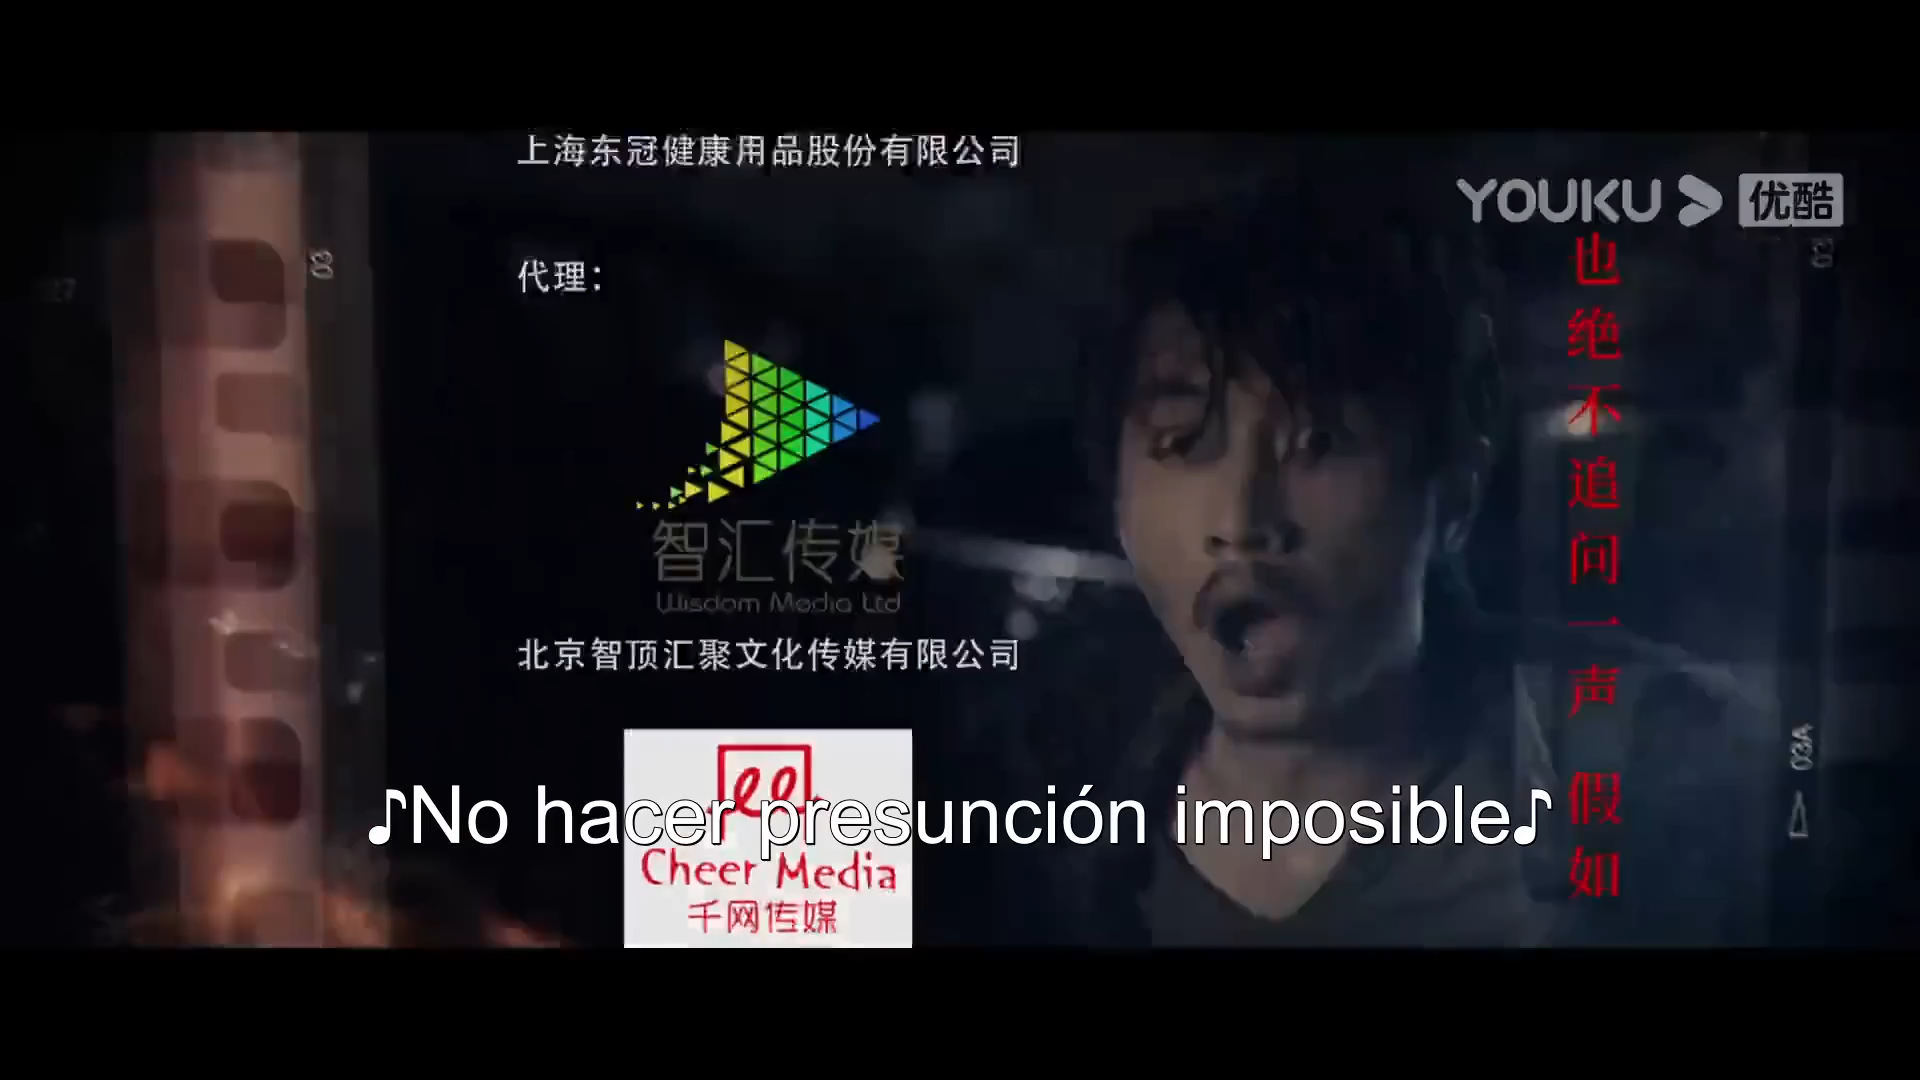 上海东冠健康用品股份有限公司
YOUKU 优酷
代理：
智汇传媒
Wisdom Media Ltd
北京智顶汇聚文化传媒有限公司
Cheer Media
千网传媒
也绝不追问一声 假如
♪No hacer presunción imposible♪
03
03A